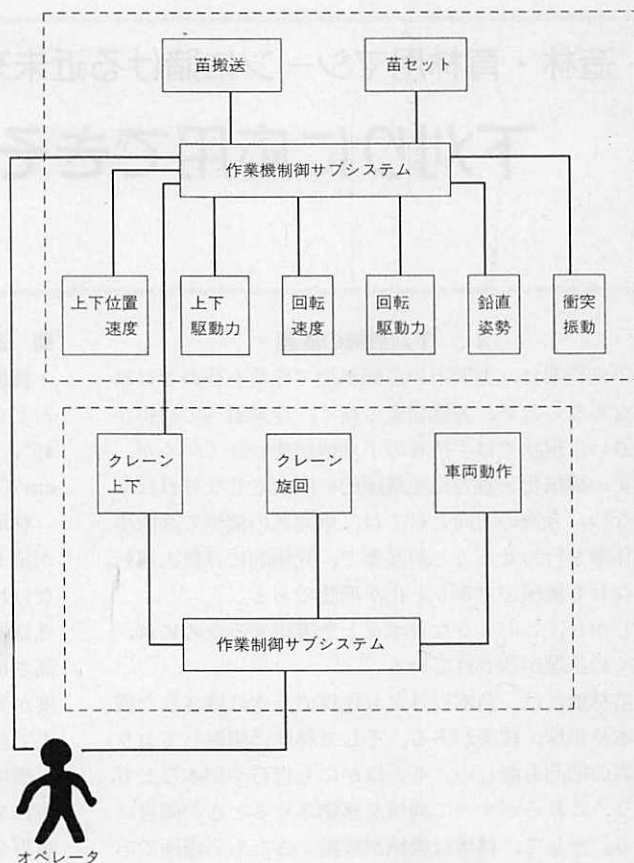 苗搬送
苗セット
作業機制御サブシステム
上下位置
速度
上下
駆動力
回転
速度
回転
駆動力
鉛直
姿勢
衝突
振動
クレーン
上下
クレーン
旋回
車両動作
作業制御サブシステム
オペレータ